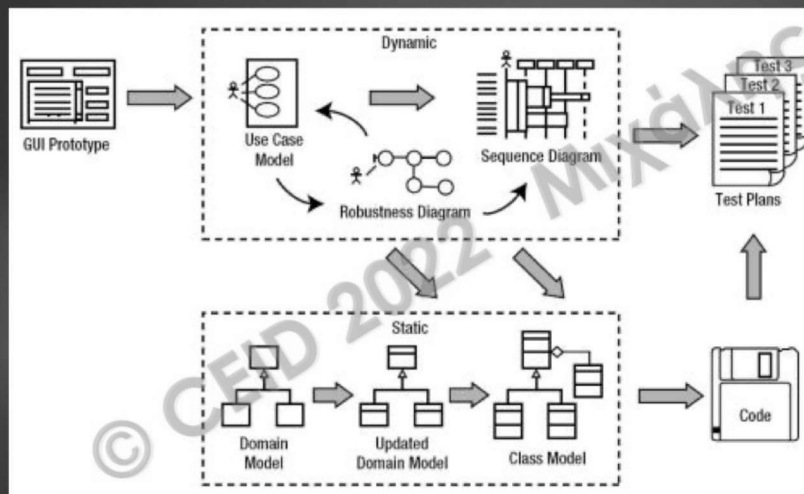 Dynamic
GUI Prototype
Use Case
Model
Sequence Diagram
Robustness Diagram
Test 3
Test 2
Test 1
Test Plans
Static
Domain
Model
Updated
Domain Model
Class Model
Code
© CEID 2022 Μιχάλης